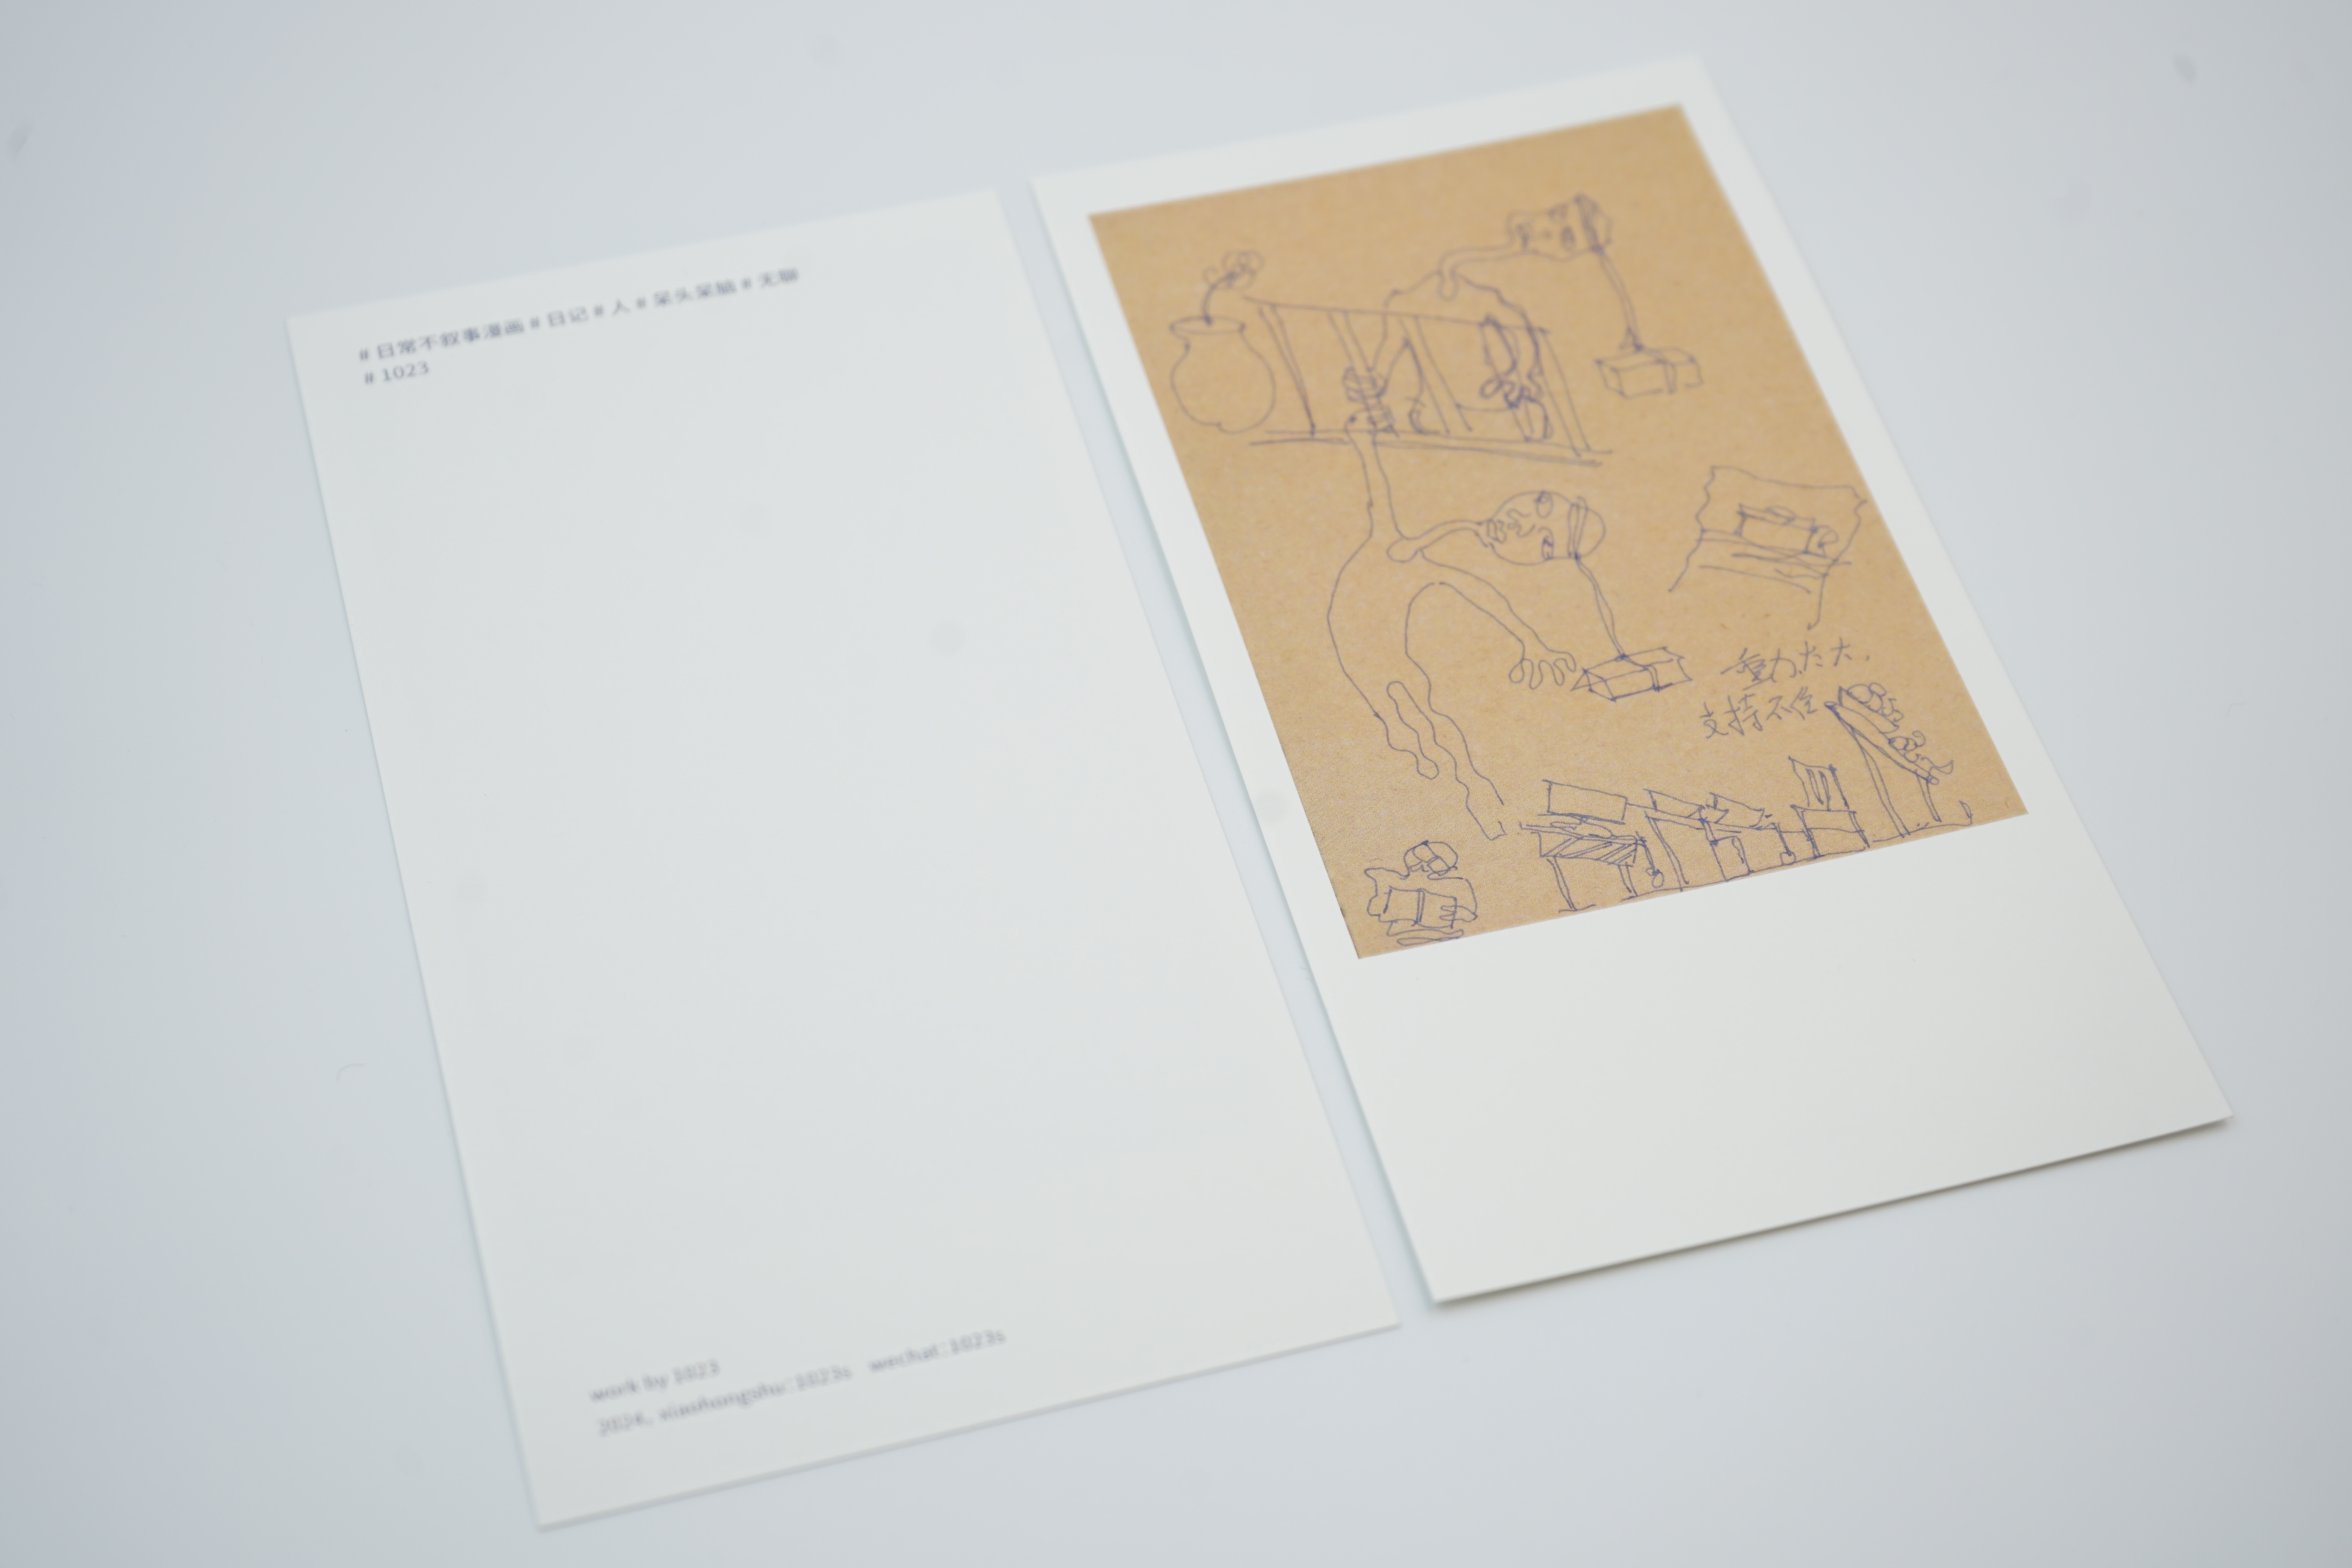 # 日常不叙事漫画 # 日记 # 人 # 呆头呆脑 # 无聊
# 1023
work by 1023
2024, xiaohongshu:1023s wechat:1023s
重力太大,
支持不住